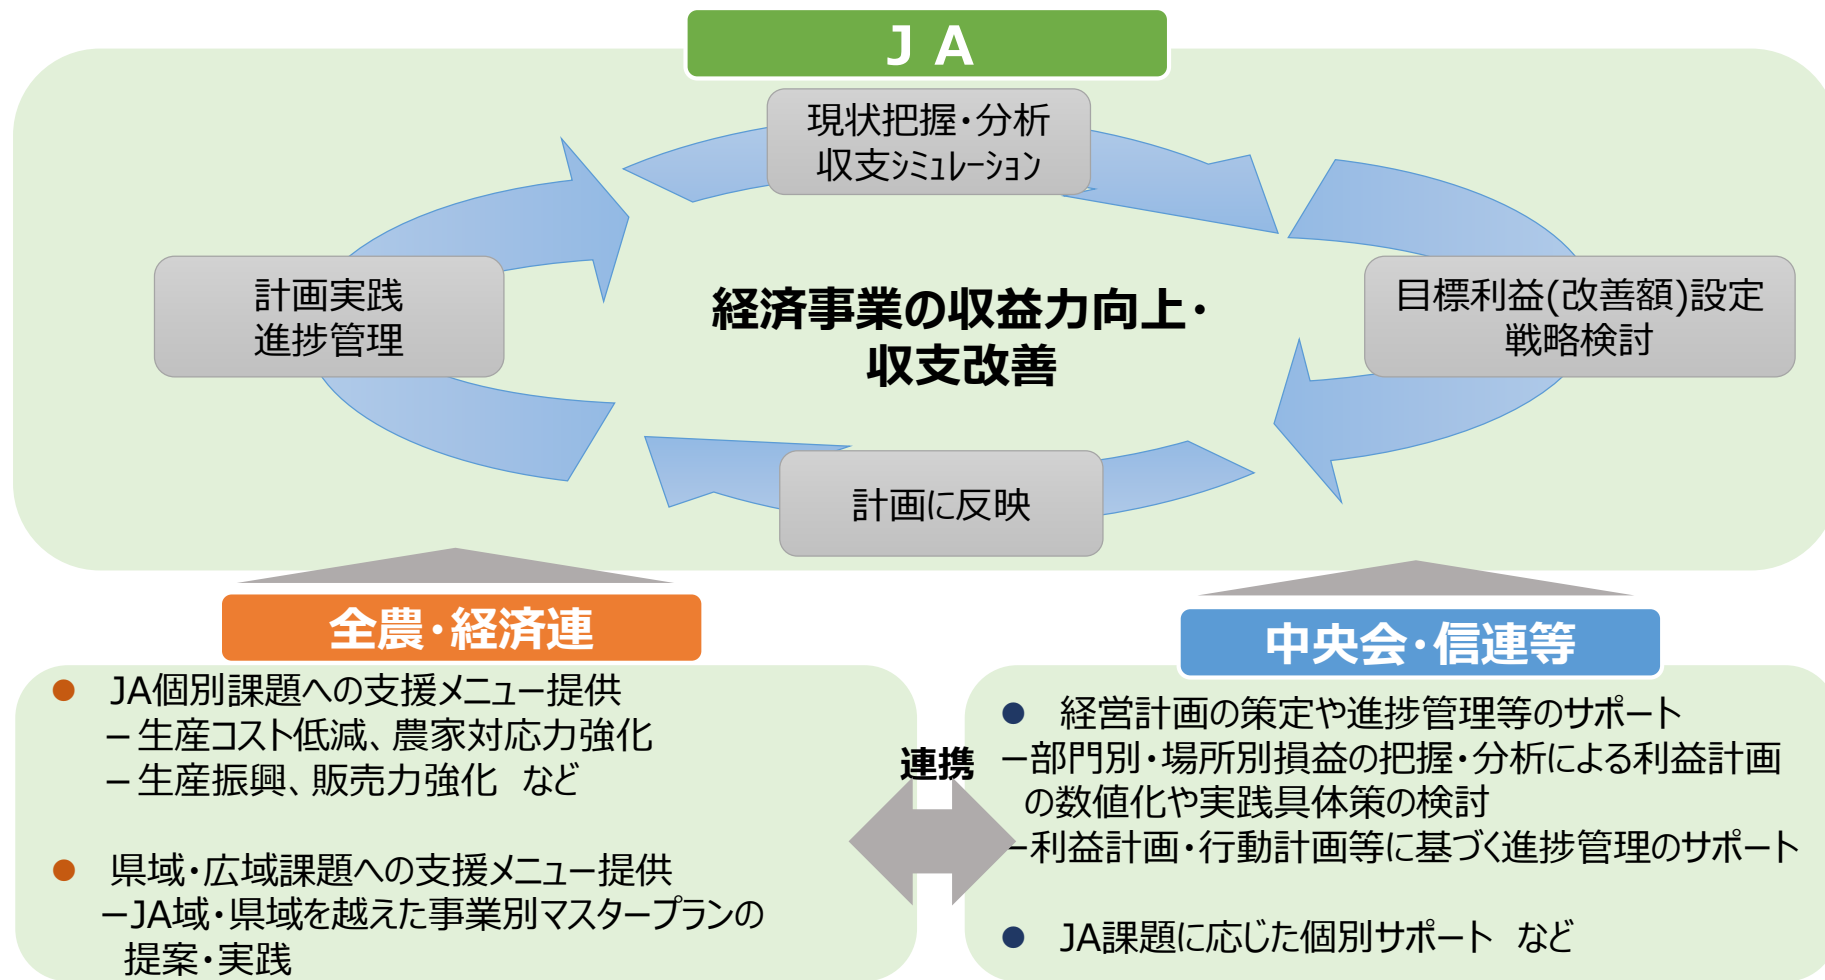 ＪＡ
現状把握・分析
収支ｼﾐｭﾚｰｼｮﾝ
計画実践
進捗管理
経済事業の収益力向上・
収支改善
目標利益(改善額)設定
戦略検討
計画に反映
全農・経済連
● JA個別課題への支援メニュー提供
－生産コスト低減、農家対応力強化
－生産振興、販売力強化　など
● 県域・広域課題への支援メニュー提供
－JA域・県域を越えた事業別マスタープランの
提案・実践
連携
中央会・信連等
● 経営計画の策定や進捗管理等のサポート
－部門別・場所別損益の把握・分析による利益計画
の数値化や実践具体策の検討
－利益計画・行動計画等に基づく進捗管理のサポート
● JA課題に応じた個別サポート　など